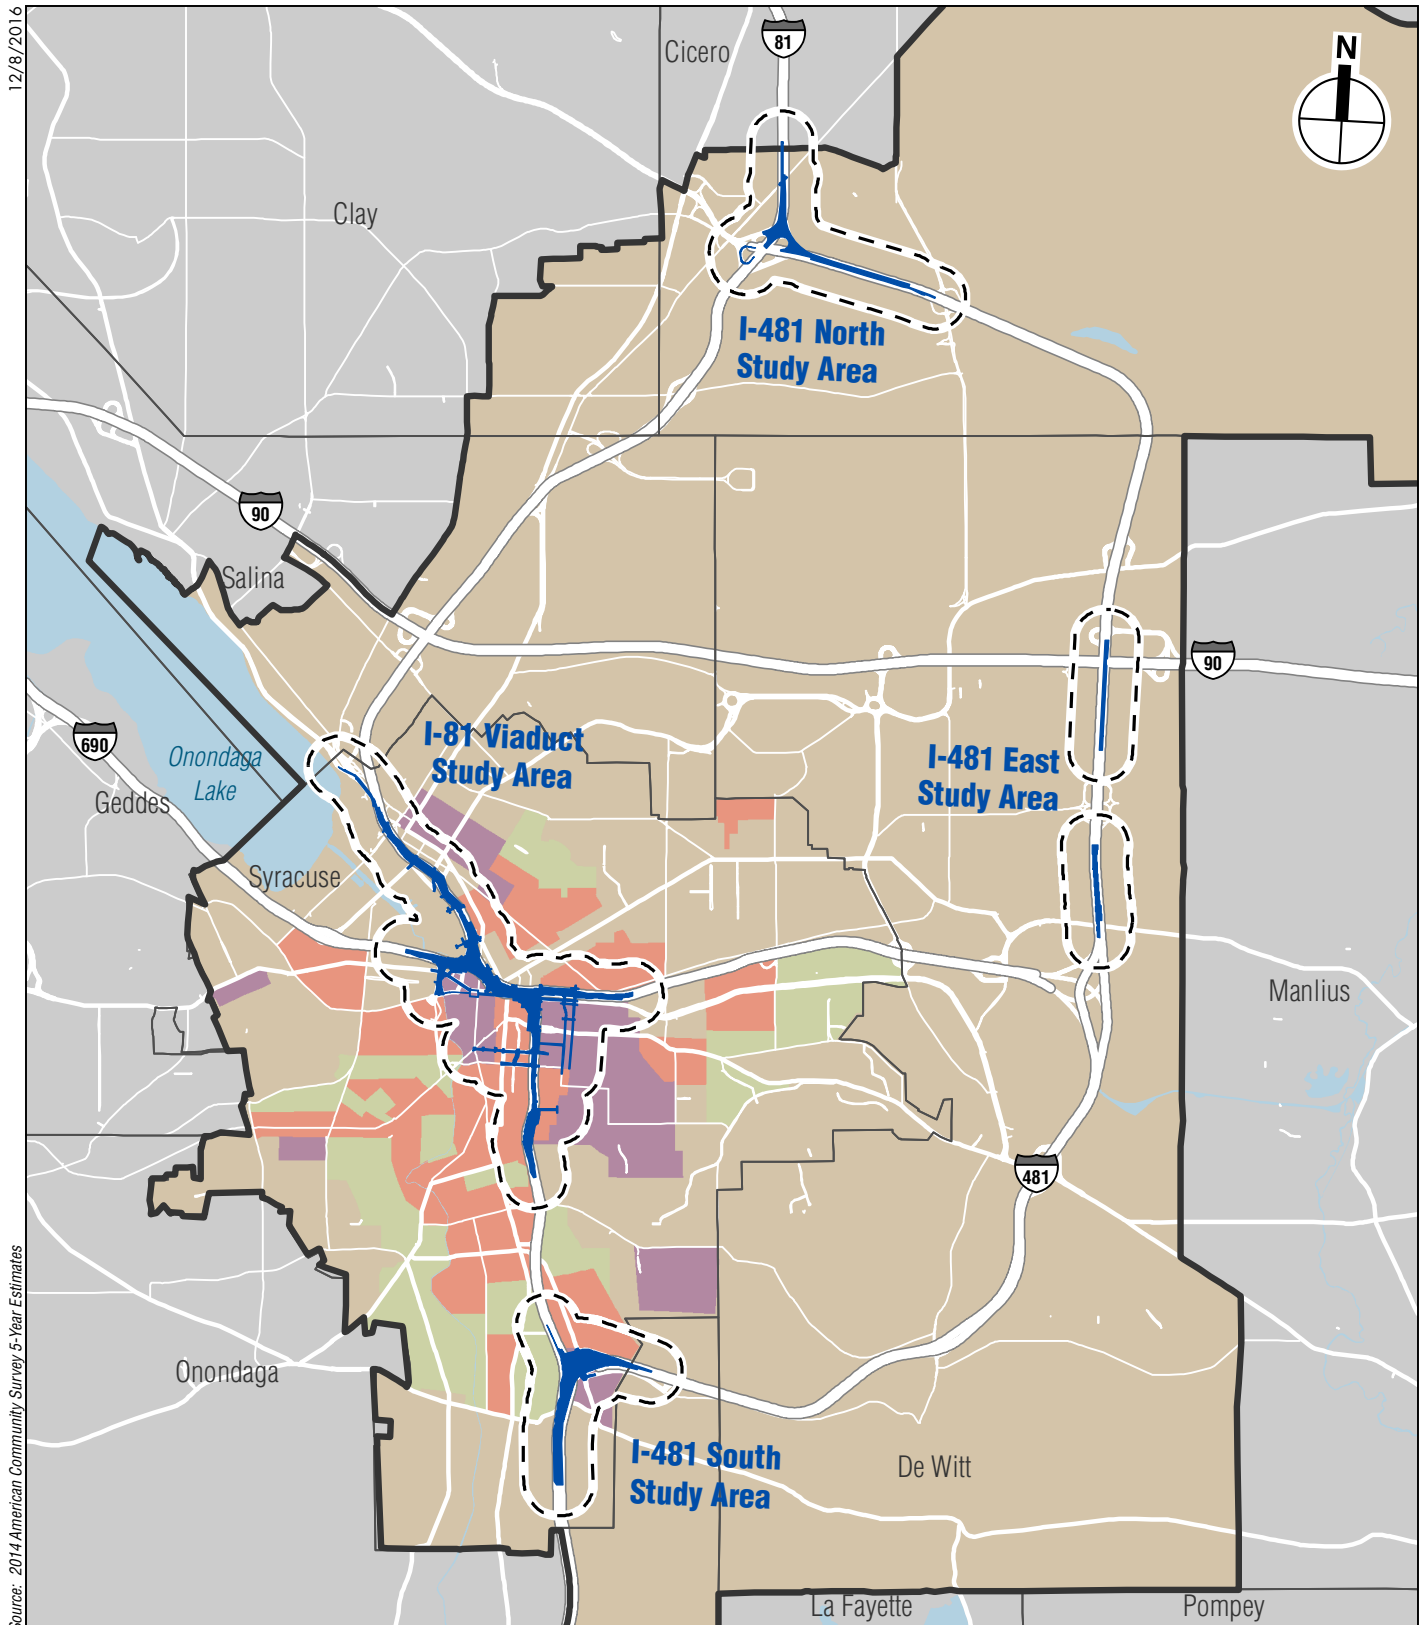 12/8/2016
Cicero
81
N
Clay
I-481 North
Study Area
90
Salina
90
I-81 Viaduct
Study Area
690
Onondaga
Lake
I-481 East
Study Area
Geddes
Syracuse
Manlius
481
Onondaga
I-481 South
Study Area
De Witt
La Fayette
Pompey
Source: 2014 American Community Survey 5-Year Estimates